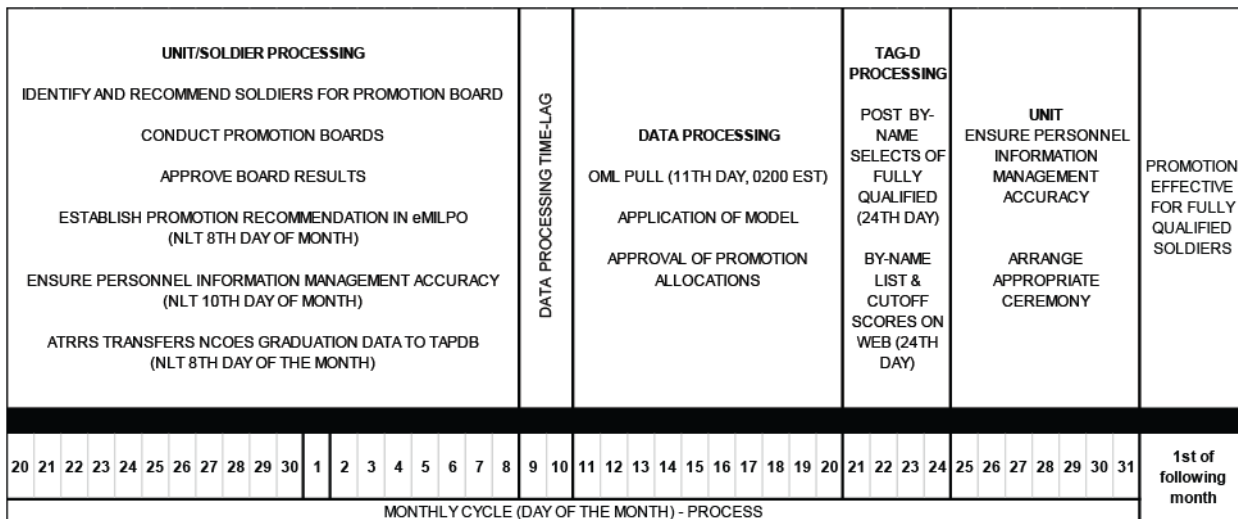 UNIT/SOLDIER PROCESSING
IDENTIFY AND RECOMMEND SOLDIERS FOR PROMOTION BOARD
CONDUCT PROMOTION BOARDS
APPROVE BOARD RESULTS
ESTABLISH PROMOTION RECOMMENDATION IN eMILPO
(NLT 8TH DAY OF MONTH)
ENSURE PERSONNEL INFORMATION MANAGEMENT ACCURACY
(NLT 10TH DAY OF MONTH)
ATRRS TRANSFERS NCOES GRADUATION DATA TO TAPDB
(NLT 8TH DAY OF THE MONTH)
DATA PROCESSING TIME-LAG
DATA PROCESSING
OML PULL (11TH DAY, 0200 EST)
APPLICATION OF MODEL
APPROVAL OF PROMOTION
ALLOCATIONS
TAG-D
PROCESSING
POST BY-
NAME
SELECTS OF
FULLY
QUALIFIED
(24TH DAY)
BY-NAME
LIST &
CUTOFF
SCORES ON
WEB (24TH
DAY)
UNIT
ENSURE PERSONNEL
INFORMATION
MANAGEMENT
ACCURACY
ARRANGE
APPROPRIATE
CEREMONY
PROMOTION
EFFECTIVE
FOR FULLY
QUALIFIED
SOLDIERS
20 21 22 23 24 25 26 27 28 29 30 1 2 3 4 5 6 7 8 9 10 11 12 13 14 15 16 17 18 19 20 21 22 23 24 25 26 27 28 29 30 31
1st of
following
month
MONTHLY CYCLE (DAY OF THE MONTH) - PROCESS